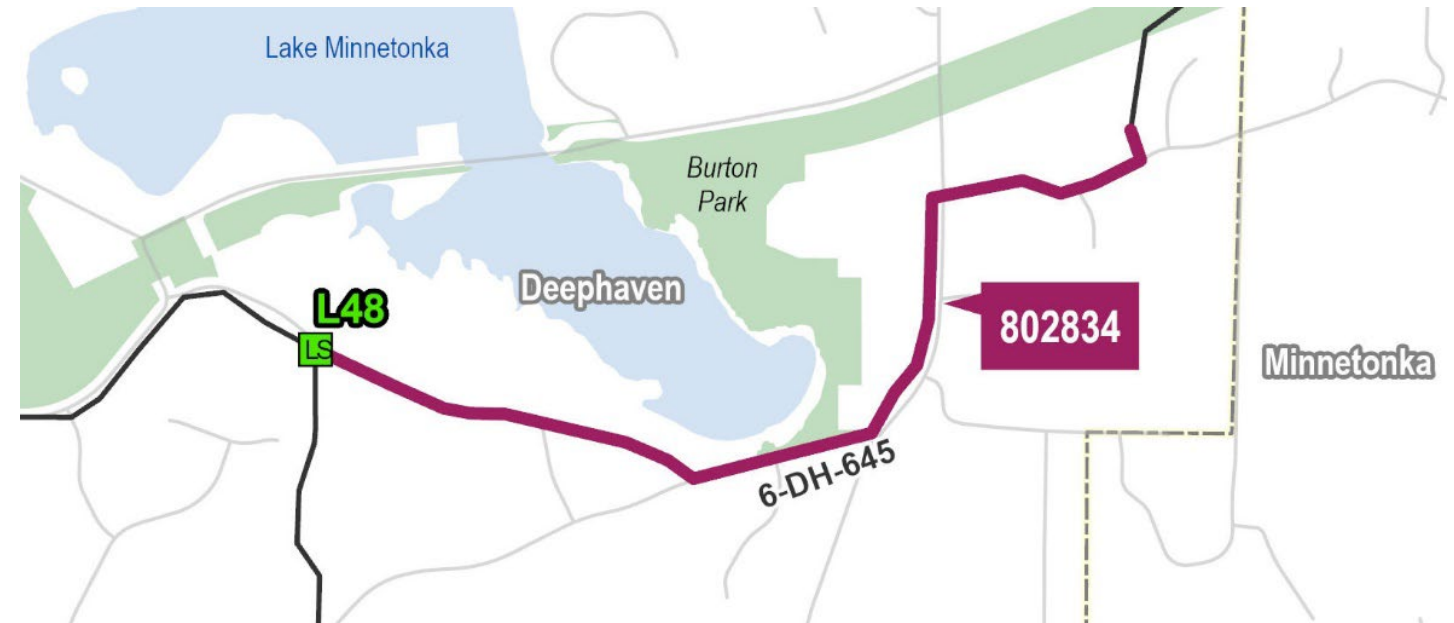 Lake Minnetonka
Burton
Park
Deephaven
L48
LS
802834
Minnetonka
6-DH-645